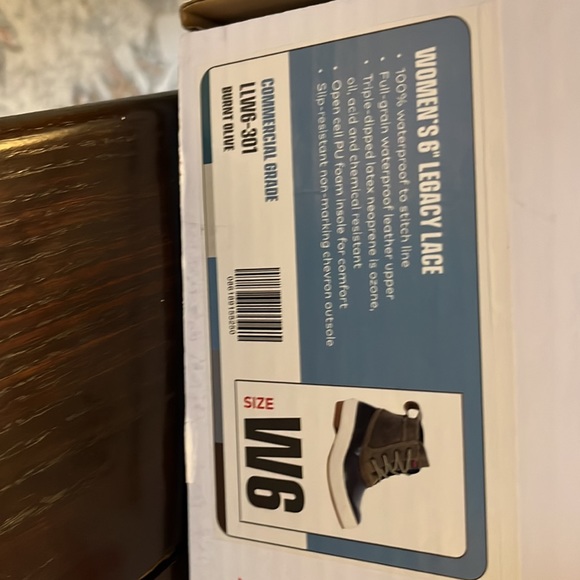 WOMEN'S 6" LEGACY LACE
• 100% waterproof to stitch line
• Full-grain waterproof leather upper
• Triple-dipped latex neoprene is ozone,
oil, acid and chemical resistant
• Open cell PU foam insole for comfort
• Slip-resistant non-marking chevron outsole
COMMERCIAL GRADE
LLW6-301
BURNT OLIVE
SIZE
W6